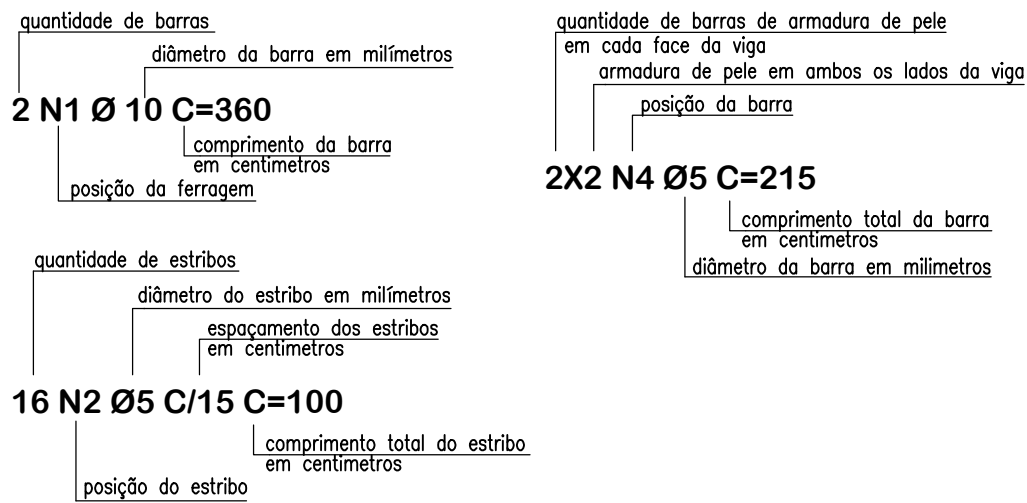 quantidade de barras
diâmetro da barra em milímetros
2 N1 Ø 10 C=360
comprimento da barra
em centimetros
posição da ferragem
quantidade de barras de armadura de pele
em cada face da viga
armadura de pele em ambos os lados da viga
posição da barra
2X2 N4 Ø5 C=215
comprimento total da barra
em centimetros
diâmetro da barra em milimetros
quantidade de estribos
diâmetro do estribo em milímetros
espaçamento dos estribos
em centimetros
16 N2 Ø5 C/15 C=100
comprimento total do estribo
em centimetros
posição do estribo